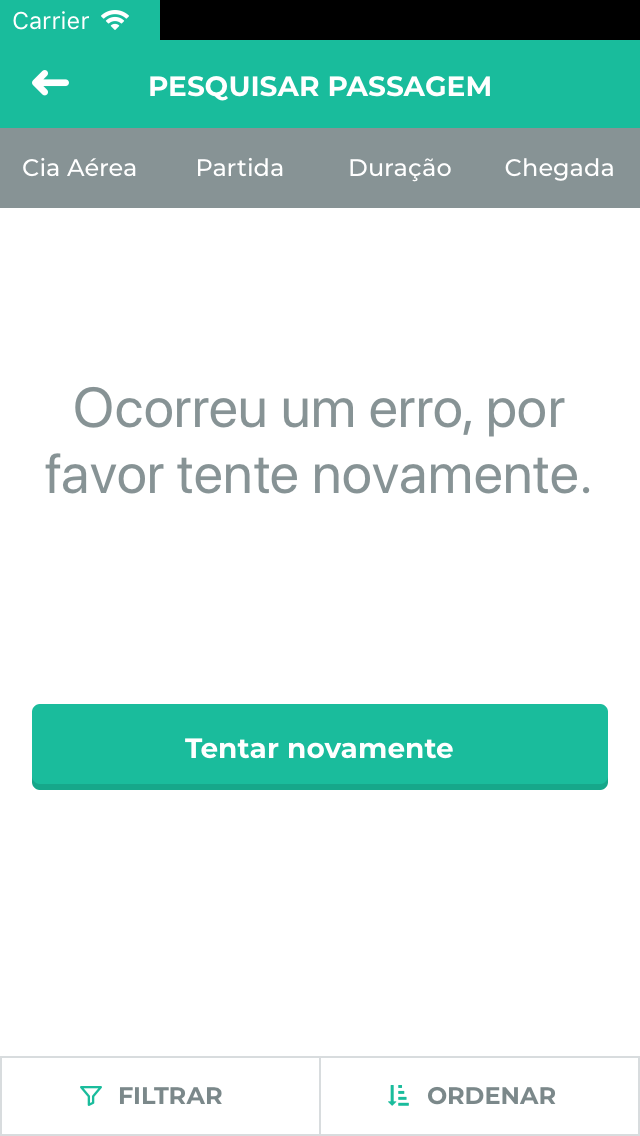 Carrier
PESQUISAR PASSAGEM
Cia Aérea Partida Duração Chegada
Ocorreu um erro, por
favor tente novamente.
Tentar novamente
FILTRAR ORDENAR